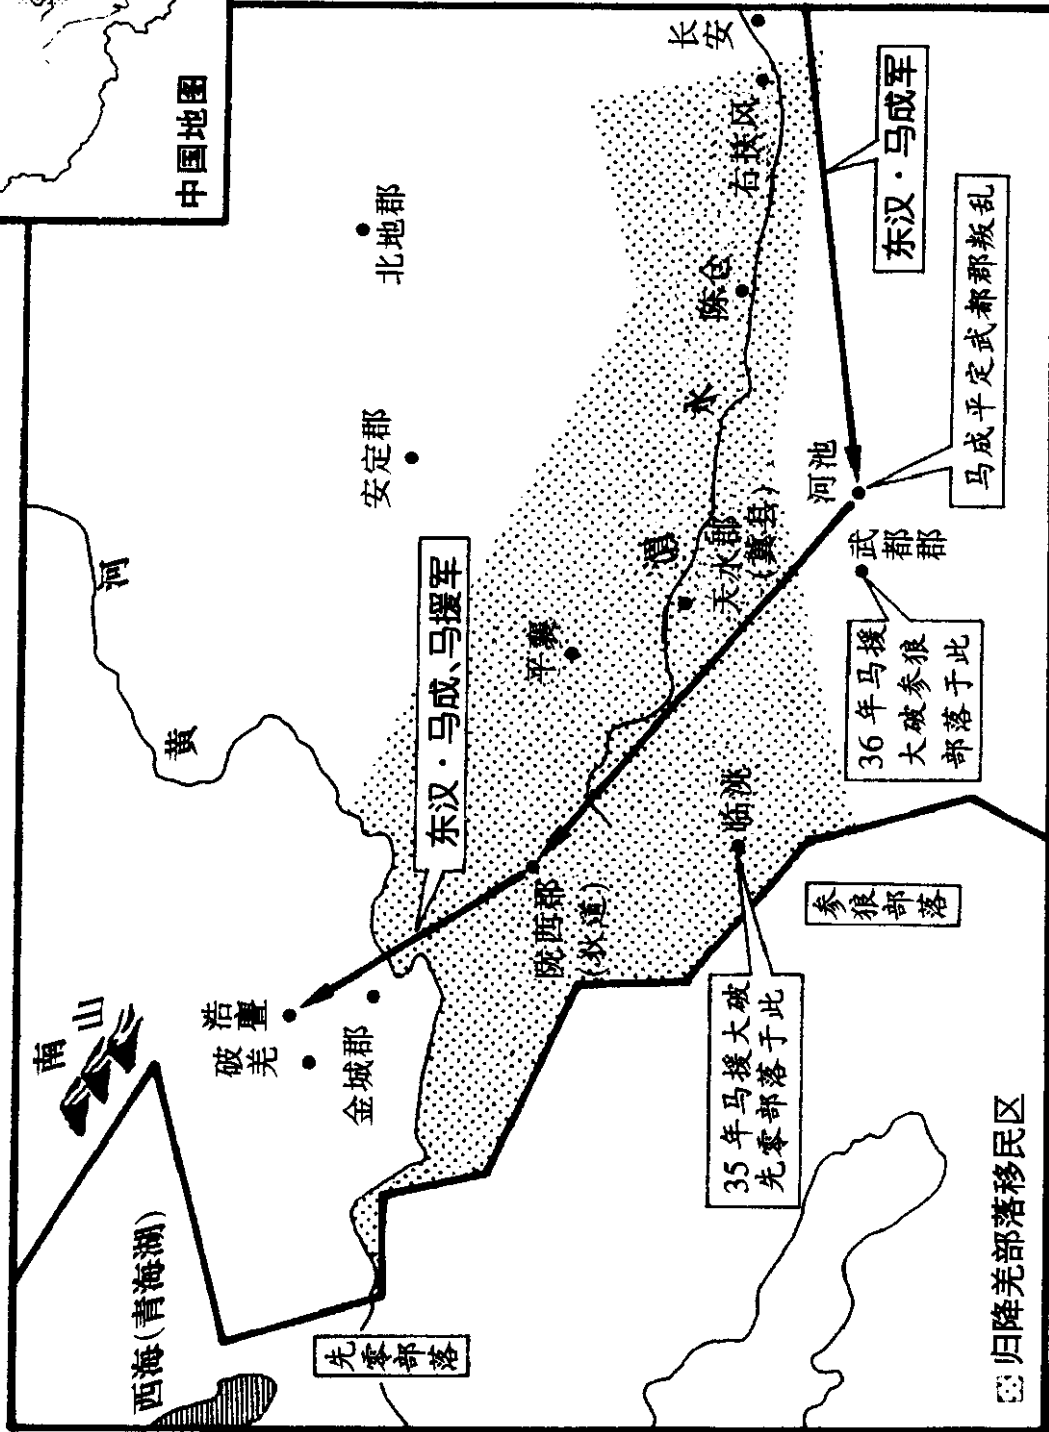 中国地图
南山
西海(青海湖)
先零部落
破羌
浩亹
金城郡
黄河
东汉·马成、马援军
安定郡
北地郡
陇西郡
(狄道)
平襄
渭水
天水郡
(冀县)
陈仓
右扶风
长安
临洮
35年马援大破
先零部落于此
参狼
部落
36年马援
大破参狼
部落于此
武都郡
河池
东汉·马成军
马成平定武都郡叛乱
归降羌部落移民区